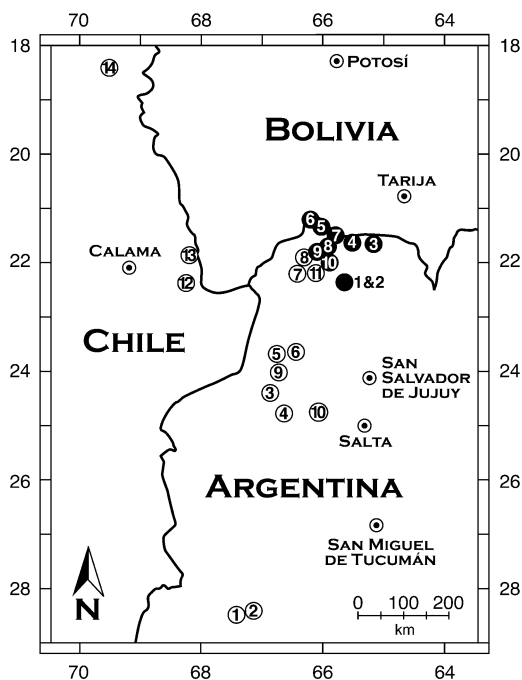 70 68 66 64
18
14
POTOSÍ
BOLIVIA
20
TARIJA
6
5
7
4
3
8
9
10
CALAMA
13
8
22
7
11
12
1&2
CHILE
5
6
9
24
SAN
SALVADOR
DE JUJUY
3
4
10
SALTA
26
ARGENTINA
SAN MIGUEL
DE TUCUMÁN
28
N
1
2
0 100 200
km
18
20
22
24
26
28
70 68 66 64